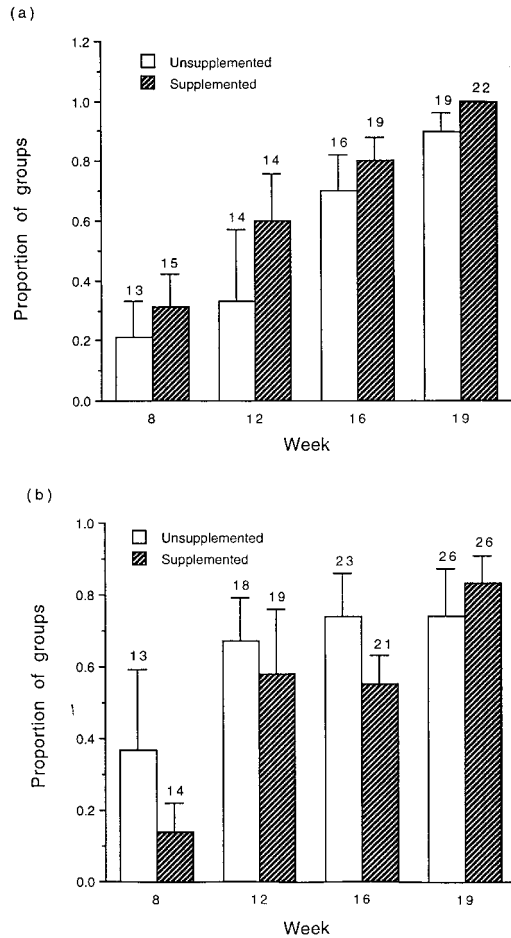 (a)
1.2
Unsupplemented
Supplemented
22
19
1.0
19
16
0.8
14
0.6
14
15
0.4
13
0.2
0.0
8 12 16 19
Proportion of groups
Week
(b)
1.0
Unsupplemented
Supplemented
26 26
23
18 19
0.8
21
13
0.6
0.4
14
0.2
0.0
8 12 16 19
Proportion of groups
Week